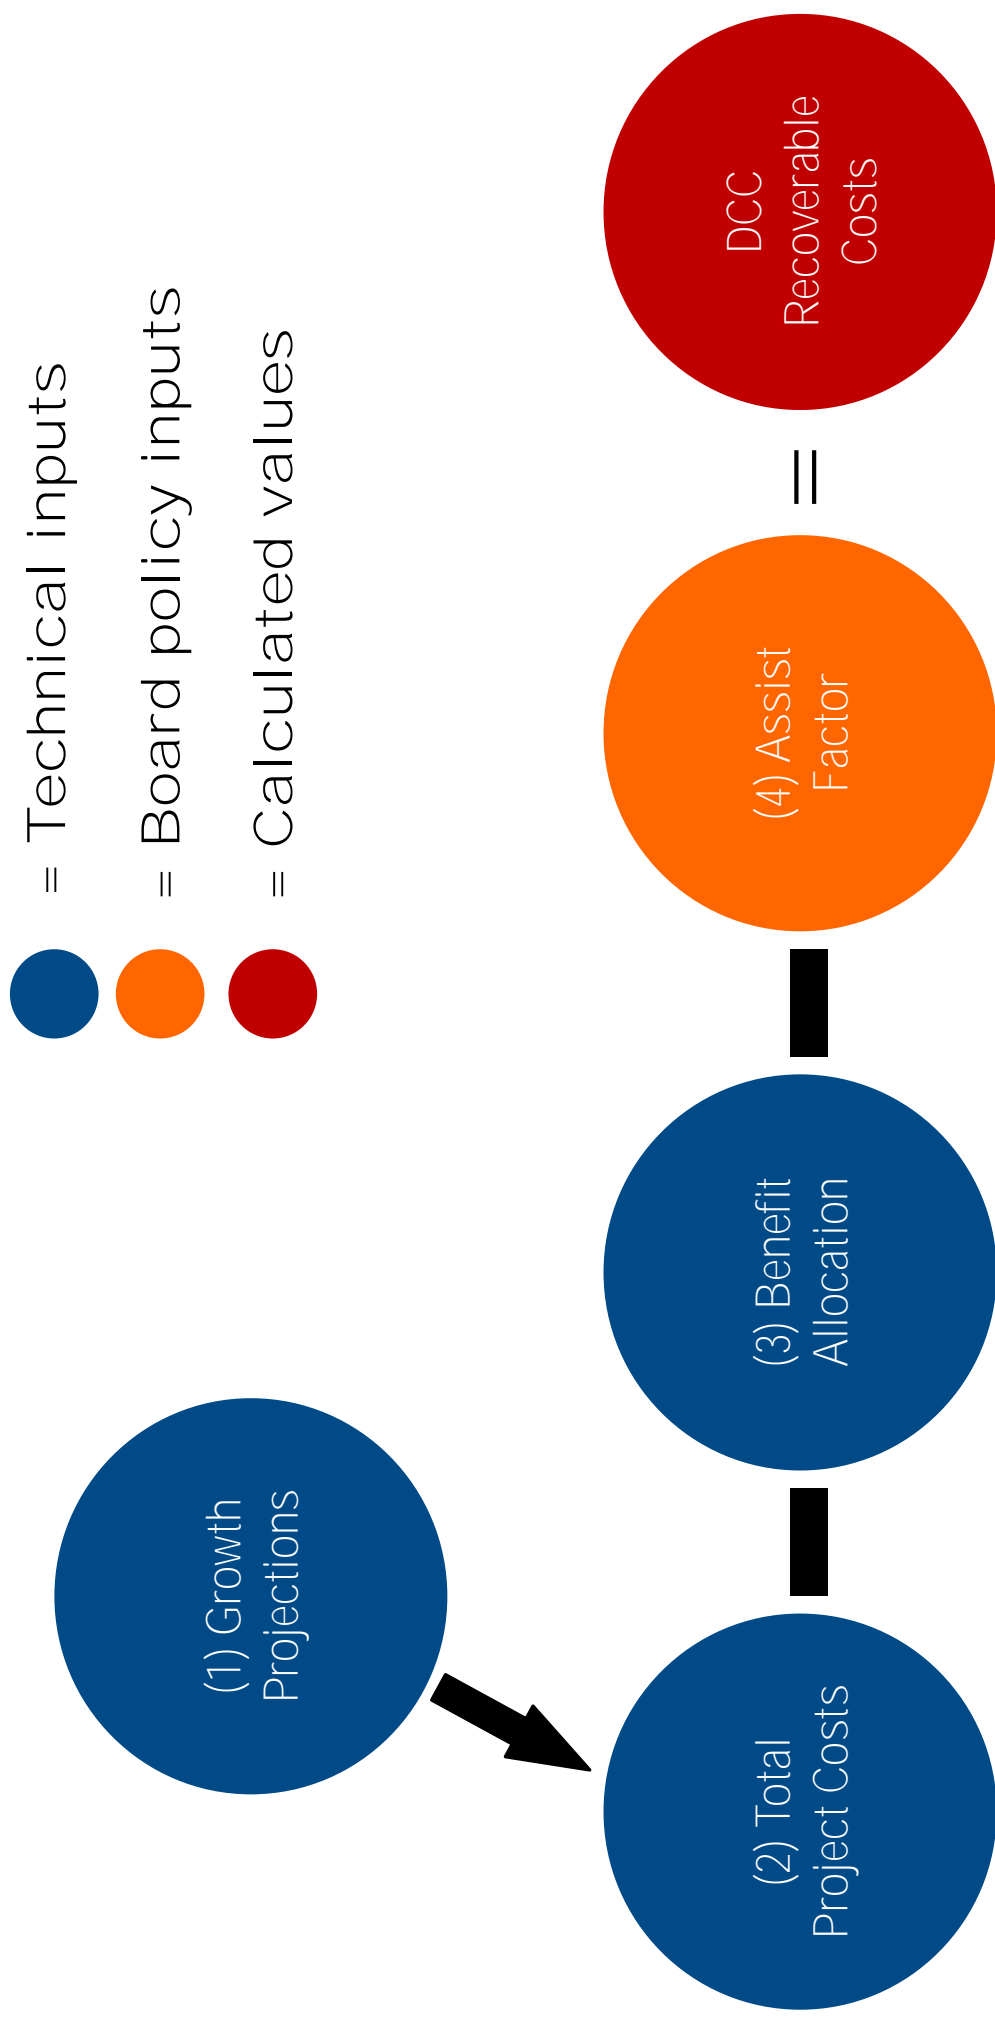 = Technical inputs
= Board policy inputs
= Calculated values
(1) Growth
Projections
(2) Total
Project Costs
(3) Benefit
Allocation
(4) Assist
Factor
=
DCC
Recoverable
Costs